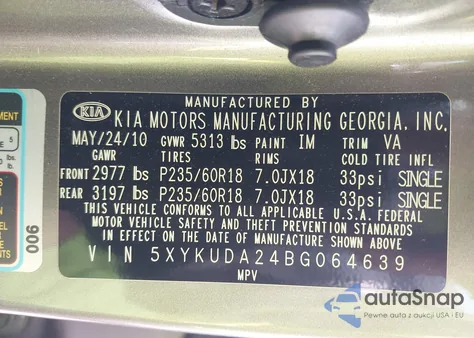 MANUFACTURED BY
KIA KIA MOTORS MANUFACTURING GEORGIA, INC.
MAY/24/10 GVWR 5313 lbs PAINT IM TRIM VA
GAWR TIRES RIMS COLD TIRE INFL
FRONT 2977 lbs P235/60R18 7.0JX18 33psi SINGLE
REAR 3197 lbs P235/60R18 7.0JX18 33psi SINGLE
THIS VEHICLE CONFORMS TO ALL APPLICABLE U.S.A. FEDERAL
MOTOR VEHICLE SAFETY AND THEFT PREVENTION STANDARDS
IN EFFECT ON THE DATE OF MANUFACTURE SHOWN ABOVE
VIN 5XYKUDA24BG064639
MPV
006
autaSnap
Pewne auta z aukcji USA i EU